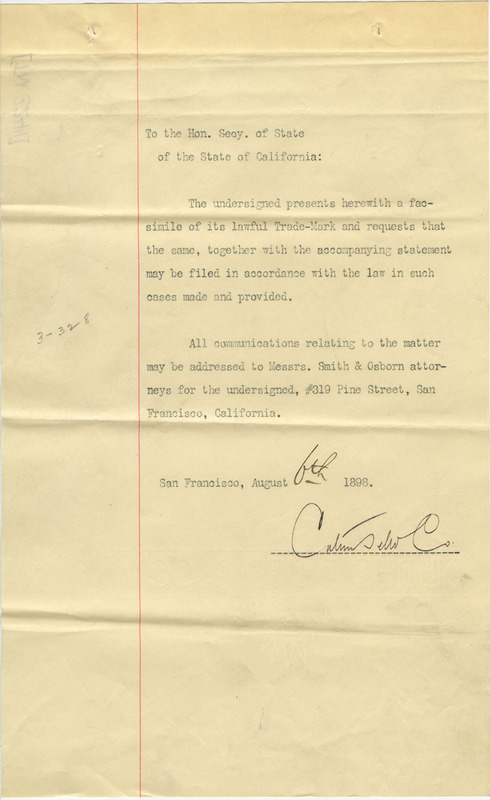 To the Hon. Secy. of State
of the State of California:
The undersigned presents herewith a fac-
simile of its lawful Trade-Mark and requests that
the same, together with the accompanying statement
may be filed in accordance with the law in such
cases made and provided.
3-328
All communications relating to the matter
may be addressed to Messrs. Smith & Osborn attor-
neys for the undersigned, #319 Pine Street, San
Francisco, California.
San Francisco, August 6th 1898.
Co.